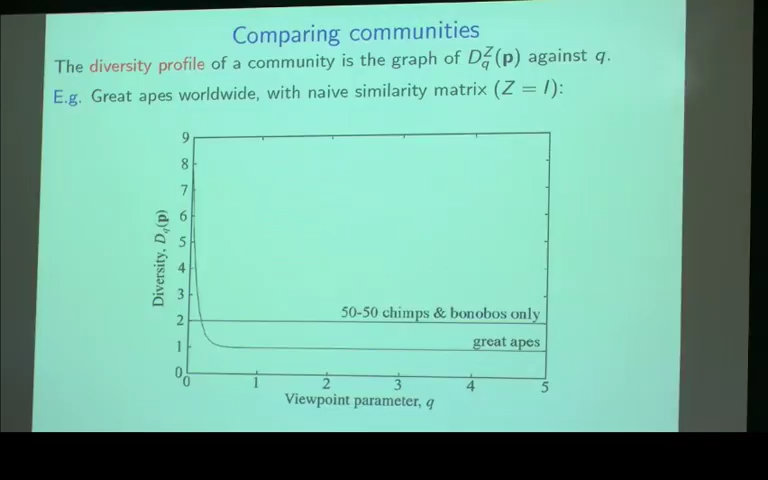 Comparing communities
The diversity profile of a community is the graph of D_q^Z(p) against q.
E.g. Great apes worldwide, with naive similarity matrix (Z = I):
9
8
7
6
5
4
3
2
1
0
Diversity, D_q(p)
50-50 chimps & bonobos only
great apes
0 1 2 3 4 5
Viewpoint parameter, q